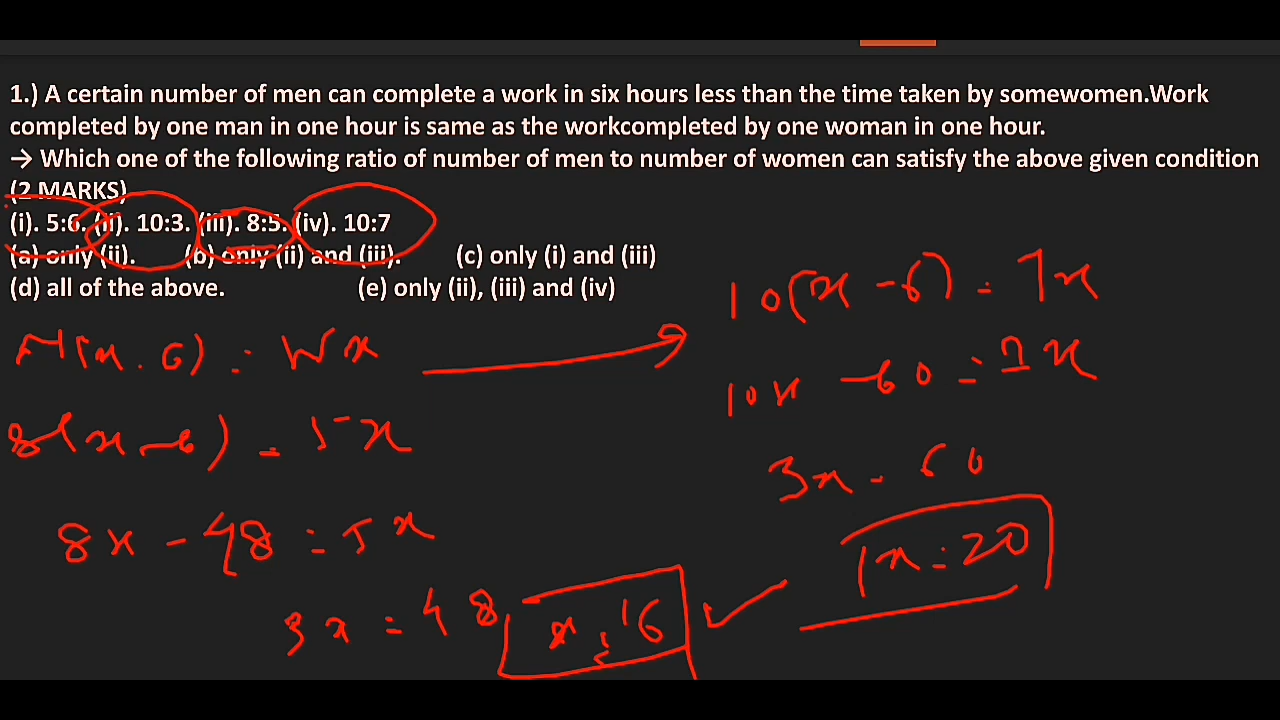 1.) A certain number of men can complete a work in six hours less than the time taken by somewomen.Work
completed by one man in one hour is same as the workcompleted by one woman in one hour.
→ Which one of the following ratio of number of men to number of women can satisfy the above given condition
(2 MARKS)
(i). 5:6. (ii). 10:3. (iii). 8:5. (iv). 10:7
(a) only (ii). (b) only (ii) and (iii). (c) only (i) and (iii)
(d) all of the above. (e) only (ii), (iii) and (iv)
M(x-6) = Wx
8(x-6) = 5x
8x - 48 = 5x
3x = 48
x = 16
10(x-6) = 7x
10x - 60 = 7x
3x = 60
x = 20